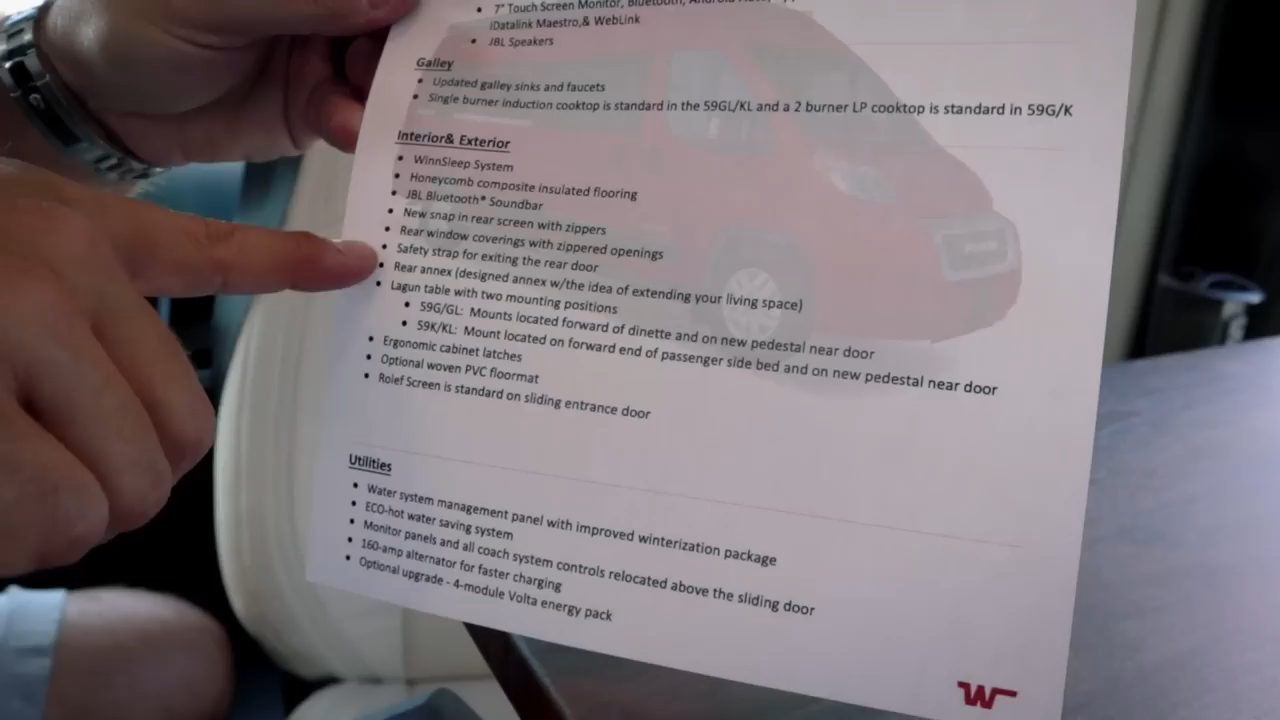 • 7" Touch Screen Monitor, Bluetooth, Android
iDatalink Maestro,& WebLink
• JBL Speakers
Galley
• Updated galley sinks and faucets
• Single burner induction cooktop is standard in the 59GL/KL and a 2 burner LP cooktop is standard in 59G/K
Interior& Exterior
• WinnSleep System
• Honeycomb composite insulated flooring
• JBL Bluetooth® Soundbar
• New snap in rear screen with zippers
• Rear window coverings with zippered openings
• Safety strap for exiting the rear door
• Rear annex (designed annex w/the idea of extending your living space)
• Lagun table with two mounting positions
• 59G/GL: Mounts located forward of dinette and on new pedestal near door
• 59K/KL: Mount located on forward end of passenger side bed and on new pedestal near door
• Ergonomic cabinet latches
• Optional woven PVC floormat
• Rolef Screen is standard on sliding entrance door
Utilities
• Water system management panel with improved winterization package
• ECO-hot water saving system
• Monitor panels and all coach system controls relocated above the sliding door
• 160-amp alternator for faster charging
• Optional upgrade - 4-module Volta energy pack
W